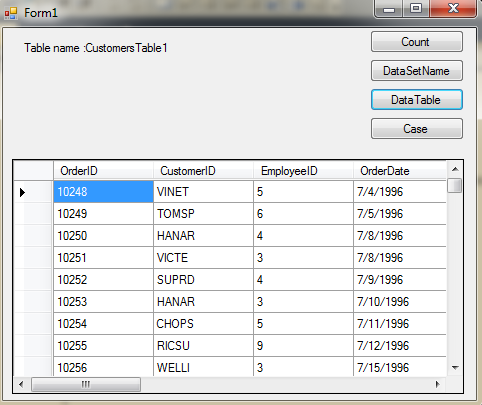 Form1
Table name :CustomersTable1
Count
DataSetName
DataTable
Case
OrderID CustomerID EmployeeID OrderDate
10248 VINET 5 7/4/1996
10249 TOMSP 6 7/5/1996
10250 HANAR 4 7/8/1996
10251 VICTE 3 7/8/1996
10252 SUPRD 4 7/9/1996
10253 HANAR 3 7/10/1996
10254 CHOPS 5 7/11/1996
10255 RICSU 9 7/12/1996
10256 WELLI 3 7/15/1996